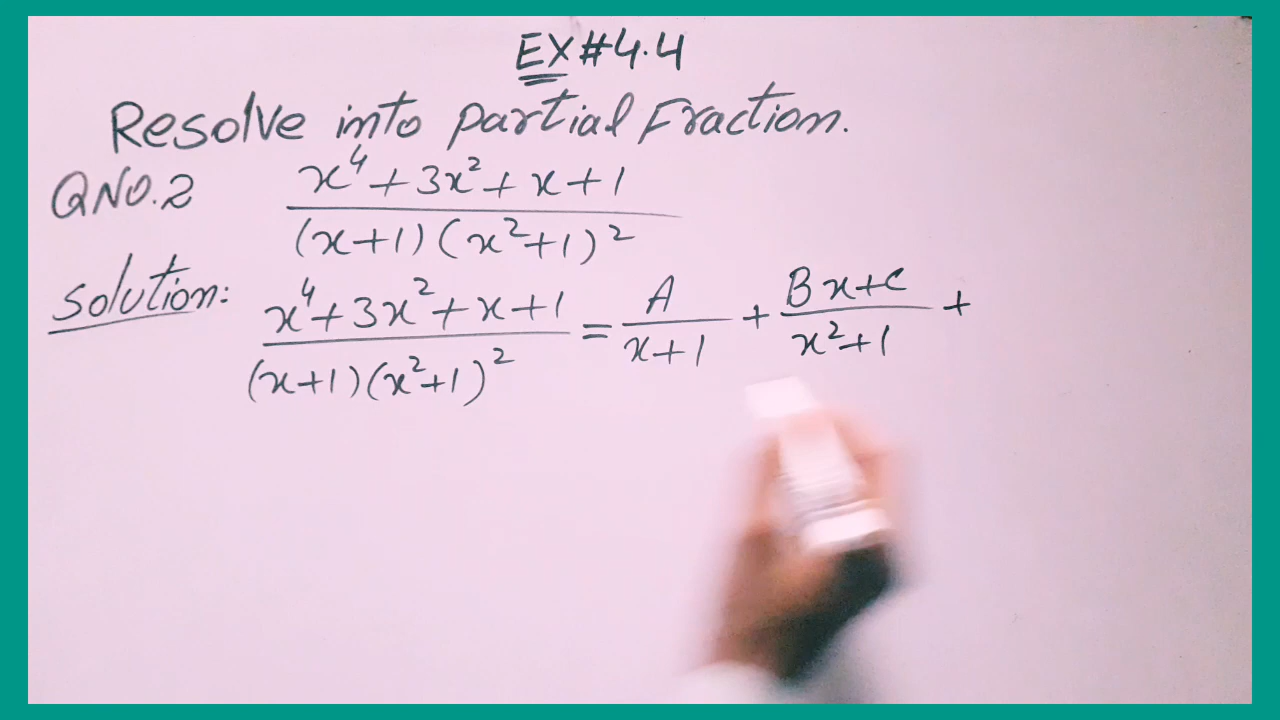 EX#4.4
Resolve into partial Fraction.
QNO.2 x⁴+3x²+x+1
(x+1)(x²+1)²
Solution: x⁴+3x²+x+1 = A + Bx+C +
(x+1)(x²+1)² x+1 x²+1